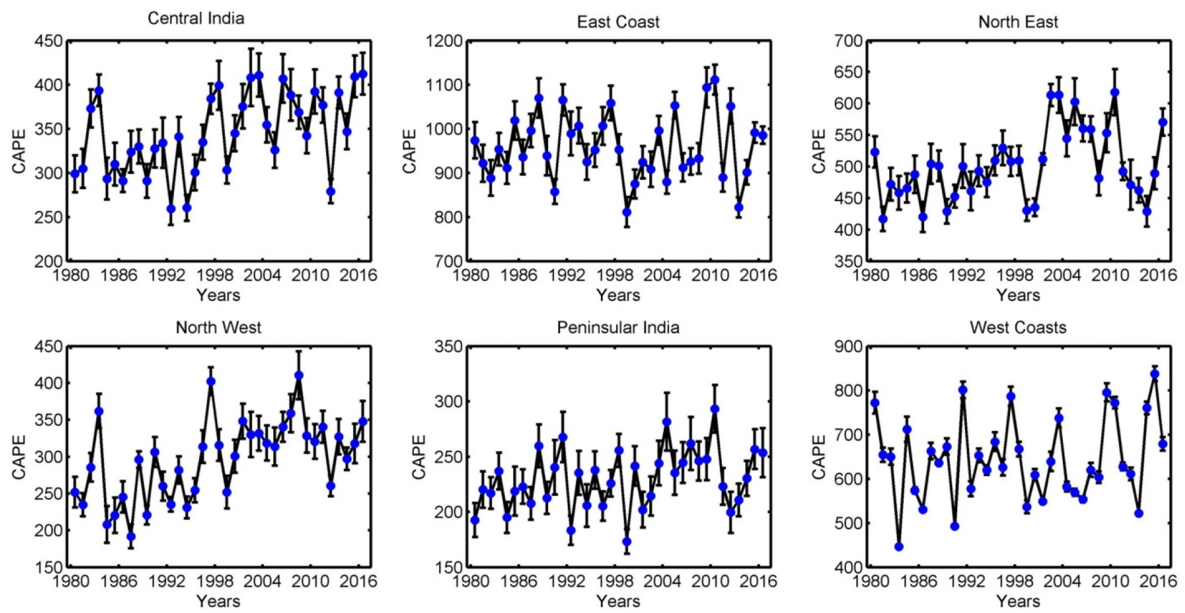 Central India
CAPE
450
400
350
300
250
200
1980 1986 1992 1998 2004 2010 2016
Years
East Coast
CAPE
1200
1100
1000
900
800
700
1980 1986 1992 1998 2004 2010 2016
Years
North East
CAPE
700
650
600
550
500
450
400
350
1980 1986 1992 1998 2004 2010 2016
Years
North West
CAPE
450
400
350
300
250
200
150
1980 1986 1992 1998 2004 2010 2016
Years
Peninsular India
CAPE
350
300
250
200
150
1980 1986 1992 1998 2004 2010 2016
Years
West Coasts
CAPE
900
800
700
600
500
400
1980 1986 1992 1998 2004 2010 2016
Years